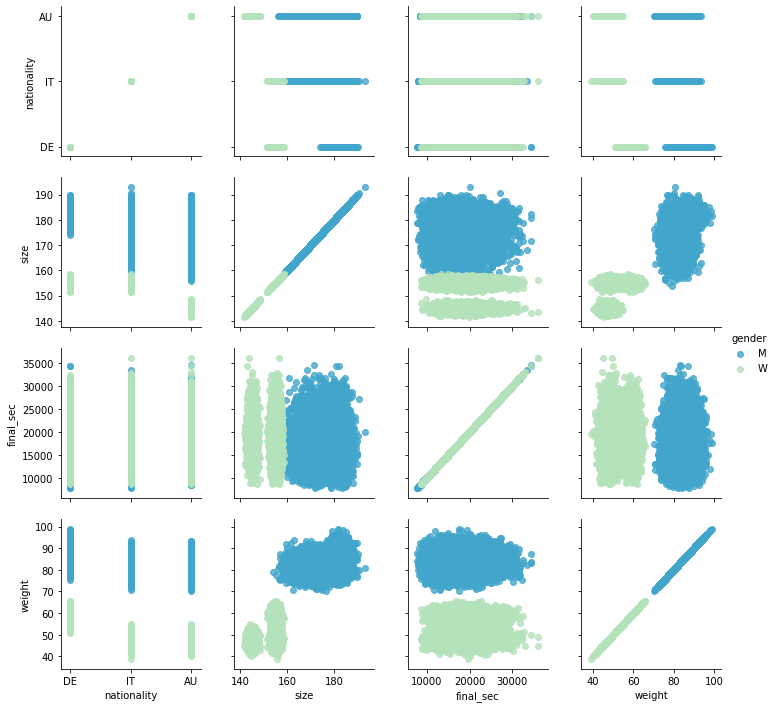 AU
IT
DE
nationality
190
180
170
160
150
140
size
gender
M
W
35000
30000
25000
20000
15000
10000
final_sec
100
90
80
70
60
50
40
weight
DE IT AU
nationality
140 160 180
size
10000 20000 30000
final_sec
40 60 80 100
weight